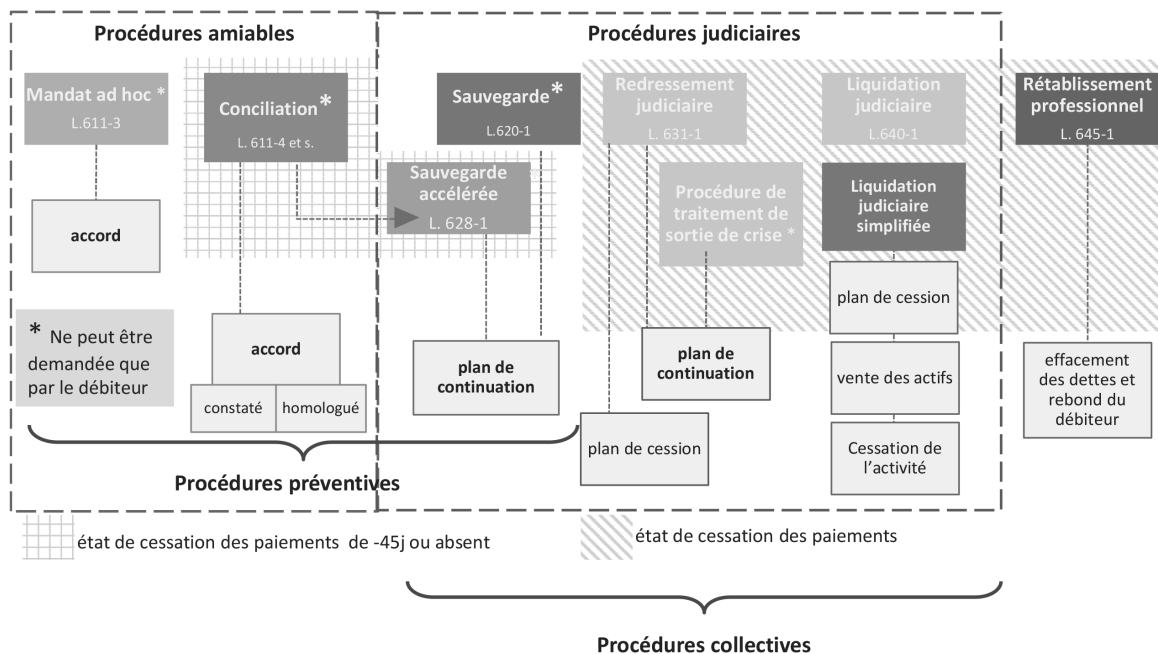 Procédures amiables
Procédures judiciaires
Mandat ad hoc *
L.611-3
Conciliation*
L. 611-4 et s.
Sauvegarde*
L.620-1
Redressement
judiciaire
L. 631-1
Liquidation
judiciaire
L.640-1
Rétablissement
professionnel
L. 645-1
Sauvegarde
accélérée
L. 628-1
Procédure de
traitement de
sortie de crise *
Liquidation
judiciaire
simplifiée
accord
plan de cession
* Ne peut être
demandée que
par le débiteur
accord
constaté
homologué
plan de
continuation
plan de
continuation
vente des actifs
effacement
des dettes et
rebond du
débiteur
plan de cession
Cessation de
l’activité
Procédures préventives
état de cessation des paiements de -45j ou absent
état de cessation des paiements
Procédures collectives